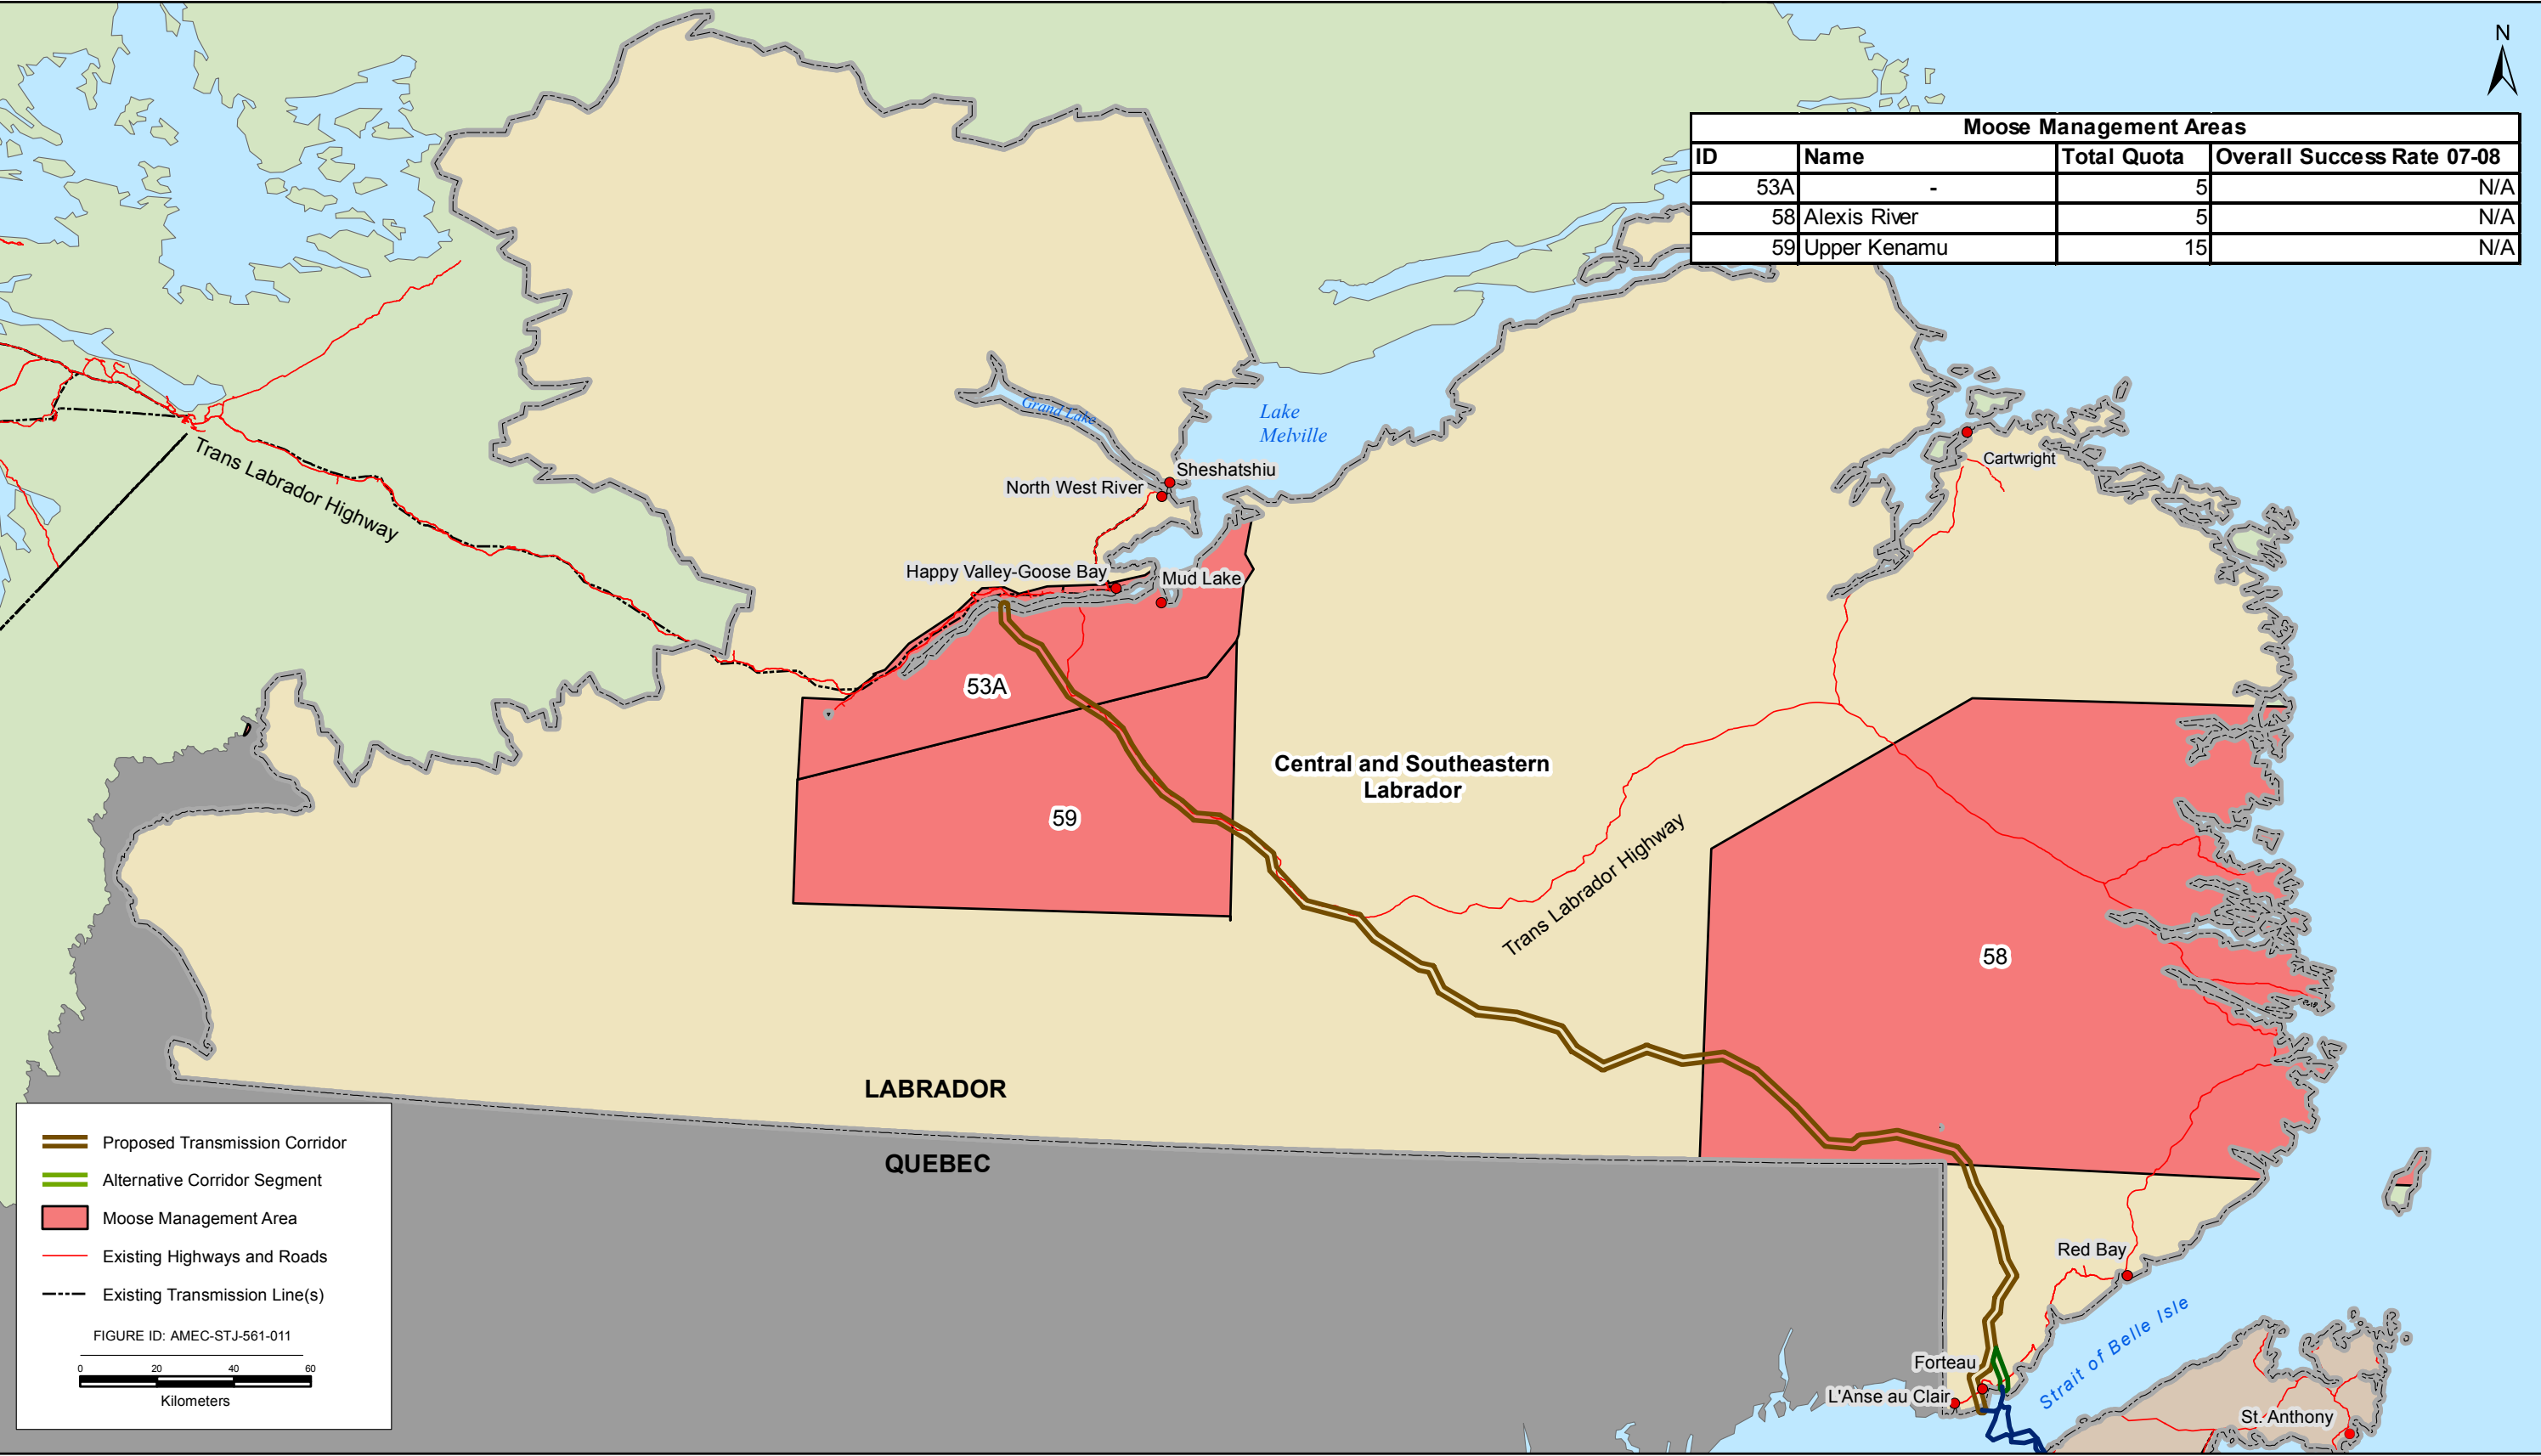 N
Moose Management Areas
ID Name Total Quota Overall Success Rate 07-08
53A - 5 N/A
58 Alexis River 5 N/A
59 Upper Kenamu 15 N/A
Grand Lake
Lake
Melville
Sheshatshiu
North West River
Cartwright
Trans Labrador Highway
Happy Valley-Goose Bay
Mud Lake
53A
59
Central and Southeastern
Labrador
Trans Labrador Highway
58
LABRADOR
QUEBEC
Red Bay
Strait of Belle Isle
Forteau
L'Anse au Clair
St. Anthony
Proposed Transmission Corridor
Alternative Corridor Segment
Moose Management Area
Existing Highways and Roads
Existing Transmission Line(s)
FIGURE ID: AMEC-STJ-561-011
0 20 40 60
Kilometers